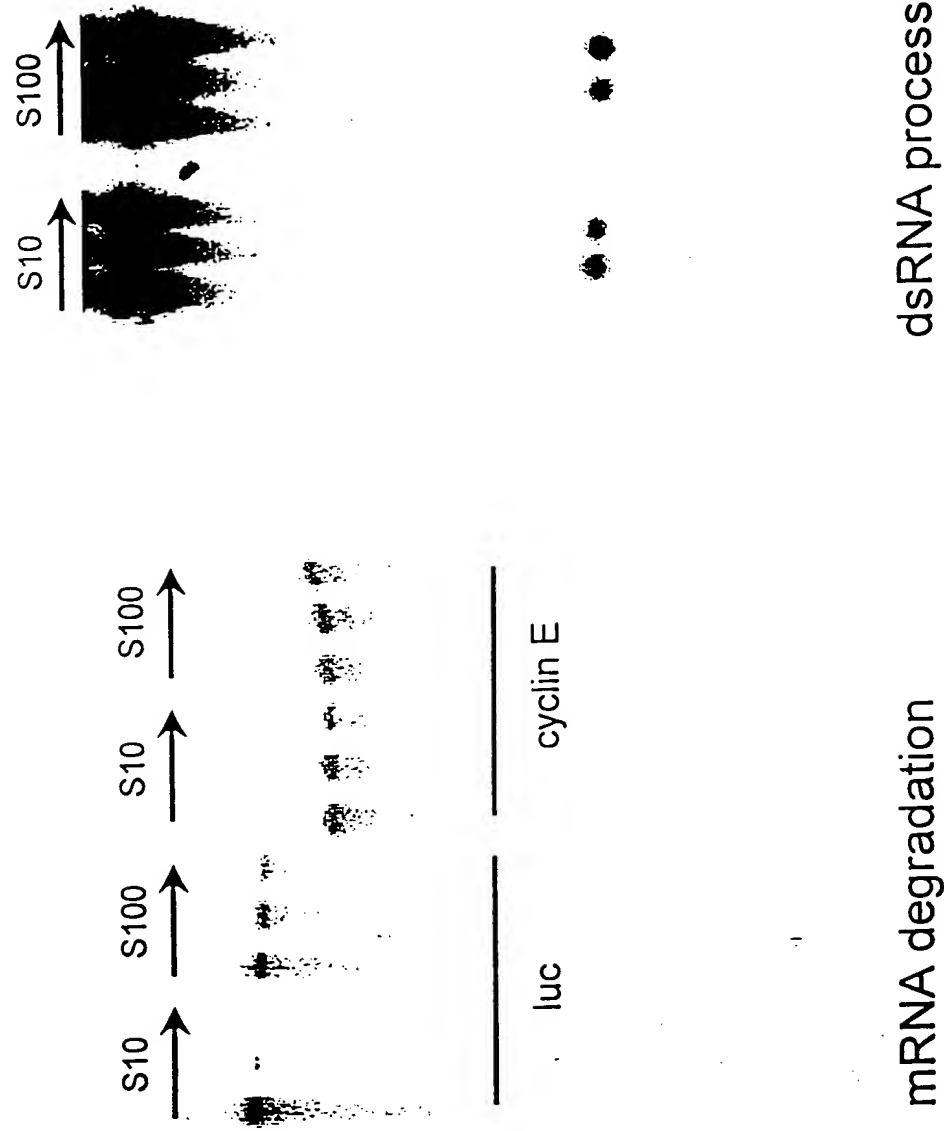 S10
S100
S10
S100
S10
S100
luc
cyclin E
mRNA degradation
dsRNA process